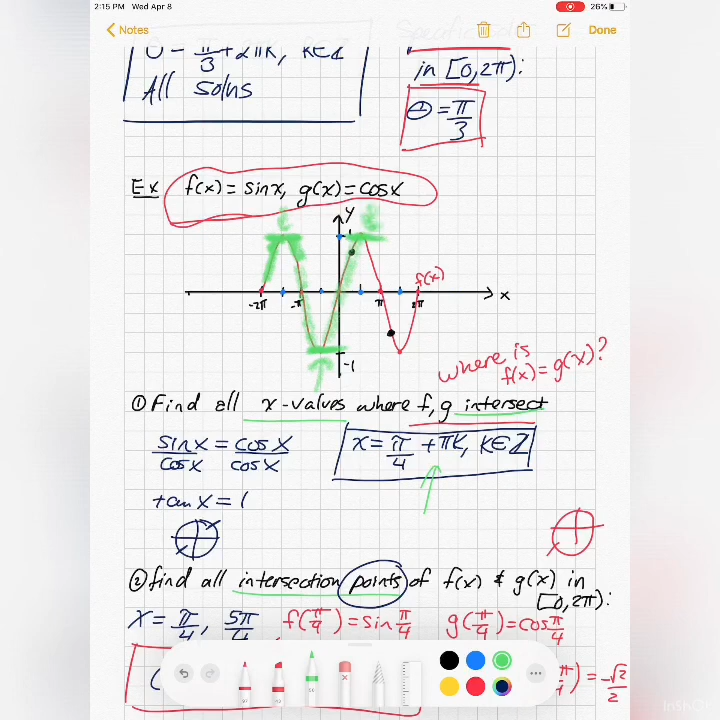 2:15 PM Wed Apr 8
26%
Notes
Done
π/3 + 2πk, k∈Z
All solns
in [0,2π):
θ = π/3
Ex f(x) = sinx, g(x) = cosx
y
f(x)
-2π -π π 2π x
-1
where is
f(x) = g(x)?
① Find all x-values where f, g intersect
sinx/cosx = cosx/cosx
x = π/4 + πk, k∈Z
tanx = 1
② find all intersection points of f(x) & g(x) in
[0,2π):
x = π/4, 5π/4 f(π/4) = sin π/4 g(π/4) = cos π/4
) = -√2/2
InShOt